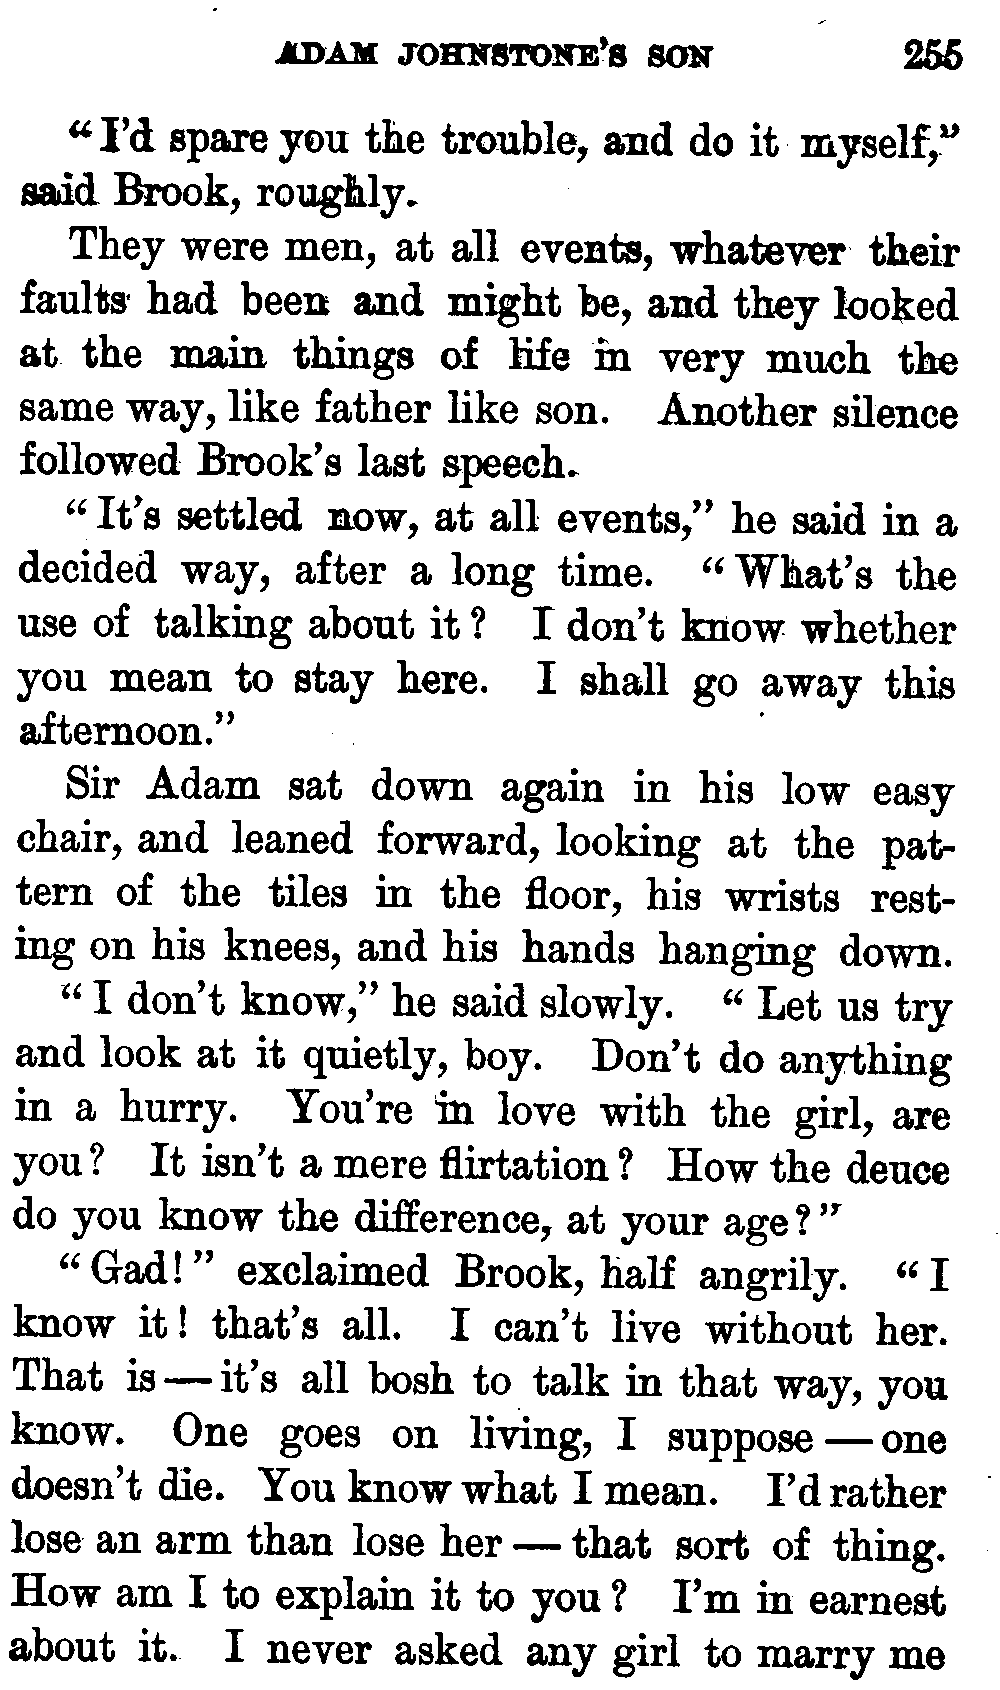 ADAM JOHNSTONE'S SON 255
"I'd spare you the trouble, and do it myself,"
said Brook, roughly.
They were men, at all events, whatever their
faults had been and might be, and they looked
at the main things of life in very much the
same way, like father like son. Another silence
followed Brook's last speech.
"It's settled now, at all events," he said in a
decided way, after a long time. "What's the
use of talking about it? I don't know whether
you mean to stay here. I shall go away this
afternoon."
Sir Adam sat down again in his low easy
chair, and leaned forward, looking at the pat-
tern of the tiles in the floor, his wrists rest-
ing on his knees, and his hands hanging down.
"I don't know," he said slowly. "Let us try
and look at it quietly, boy. Don't do anything
in a hurry. You're in love with the girl, are
you? It isn't a mere flirtation? How the deuce
do you know the difference, at your age?"
"Gad!" exclaimed Brook, half angrily. "I
know it! that's all. I can't live without her.
That is—it's all bosh to talk in that way, you
know. One goes on living, I suppose—one
doesn't die. You know what I mean. I'd rather
lose an arm than lose her—that sort of thing.
How am I to explain it to you? I'm in earnest
about it. I never asked any girl to marry me